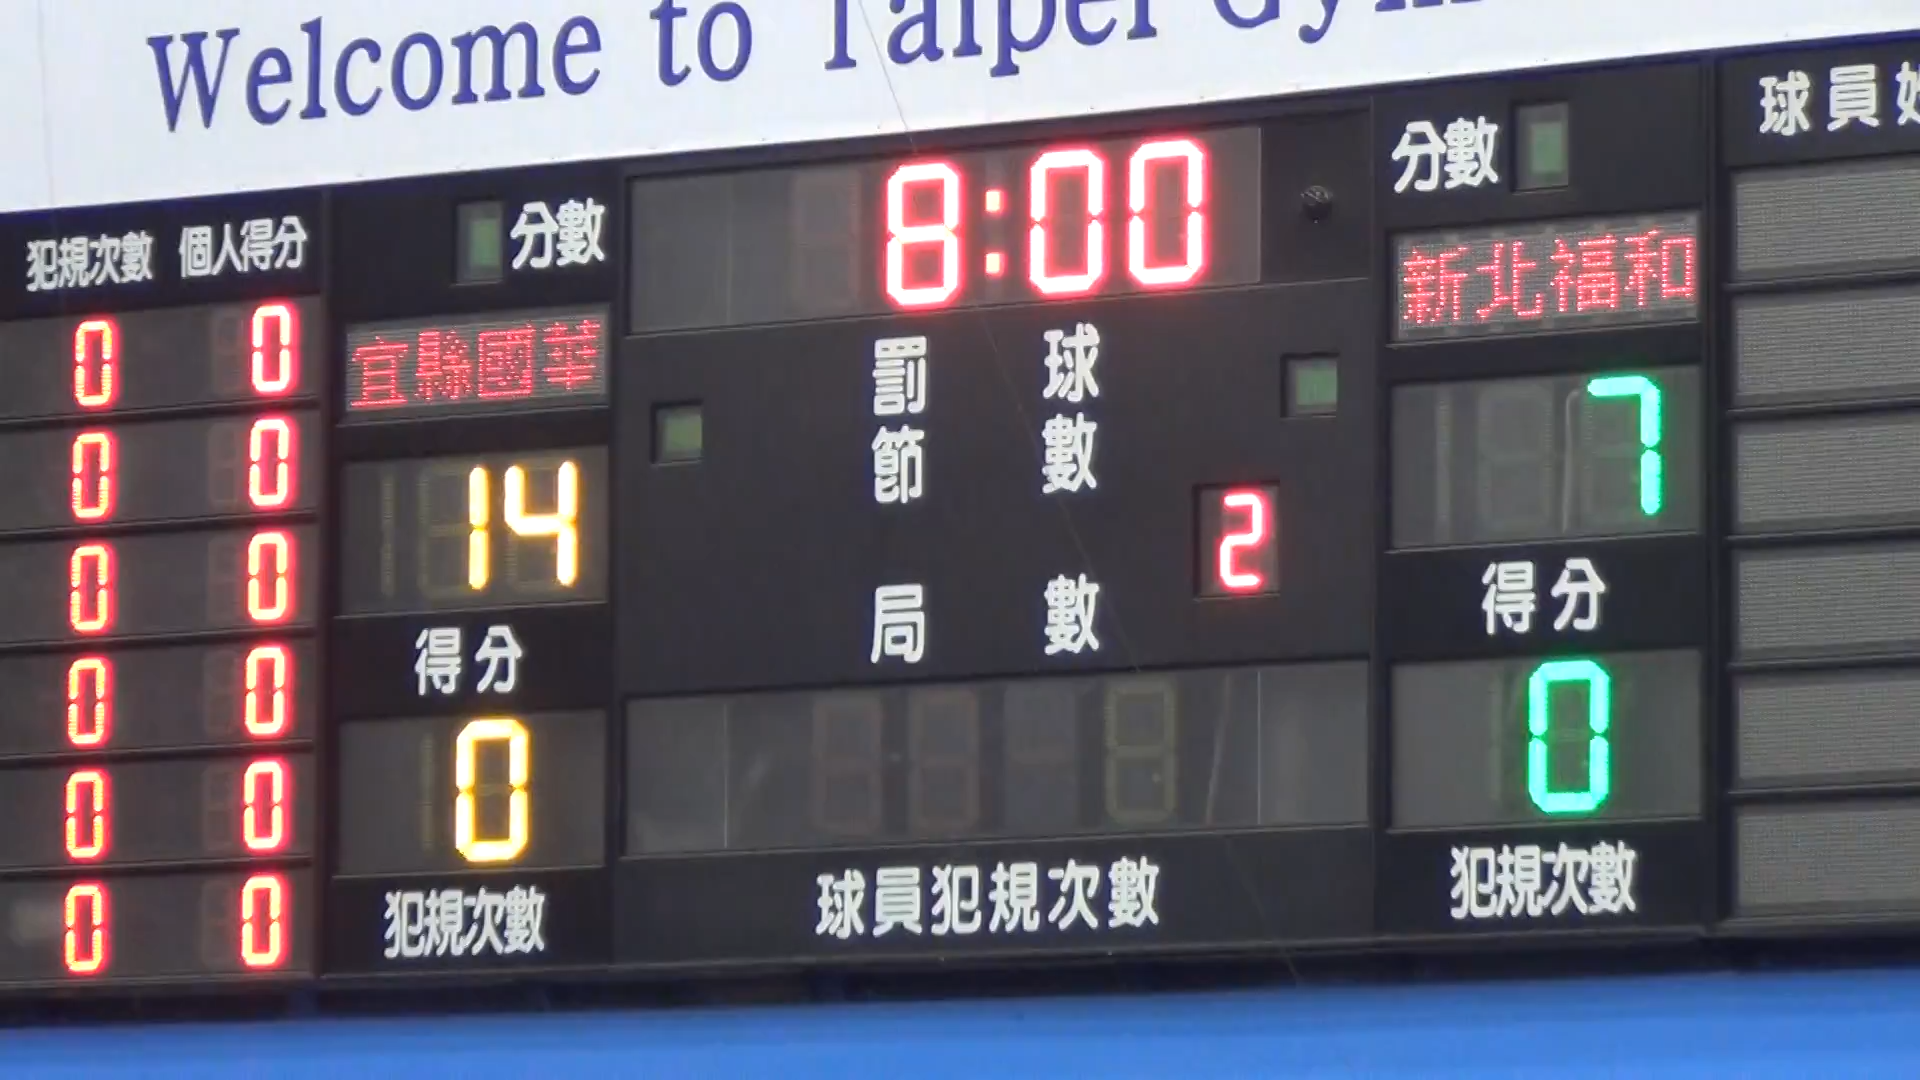 Welcome to Taipei Gym
犯規次數 個人得分
分數
8:00
分數
球員
宜縣國華
新北福和
0 0
0 0
0 0
0 0
0 0
0 0
14
得分
0
犯規次數
罰球
節數
局數
2
球員犯規次數
7
得分
0
犯規次數